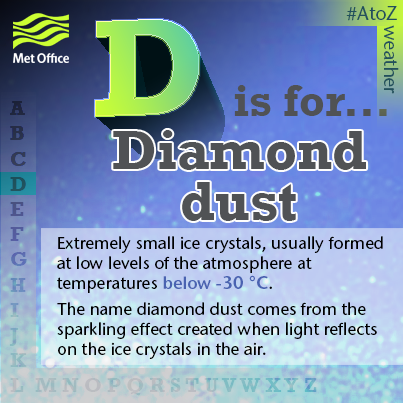 Met Office
#AtoZ
weather
D is for...
Diamond
dust
A
B
C
D
E
F
G
H
I
J
K
L M N O P Q R S T U V W X Y Z
Extremely small ice crystals, usually formed
at low levels of the atmosphere at
temperatures below -30 °C.
The name diamond dust comes from the
sparkling effect created when light reflects
on the ice crystals in the air.